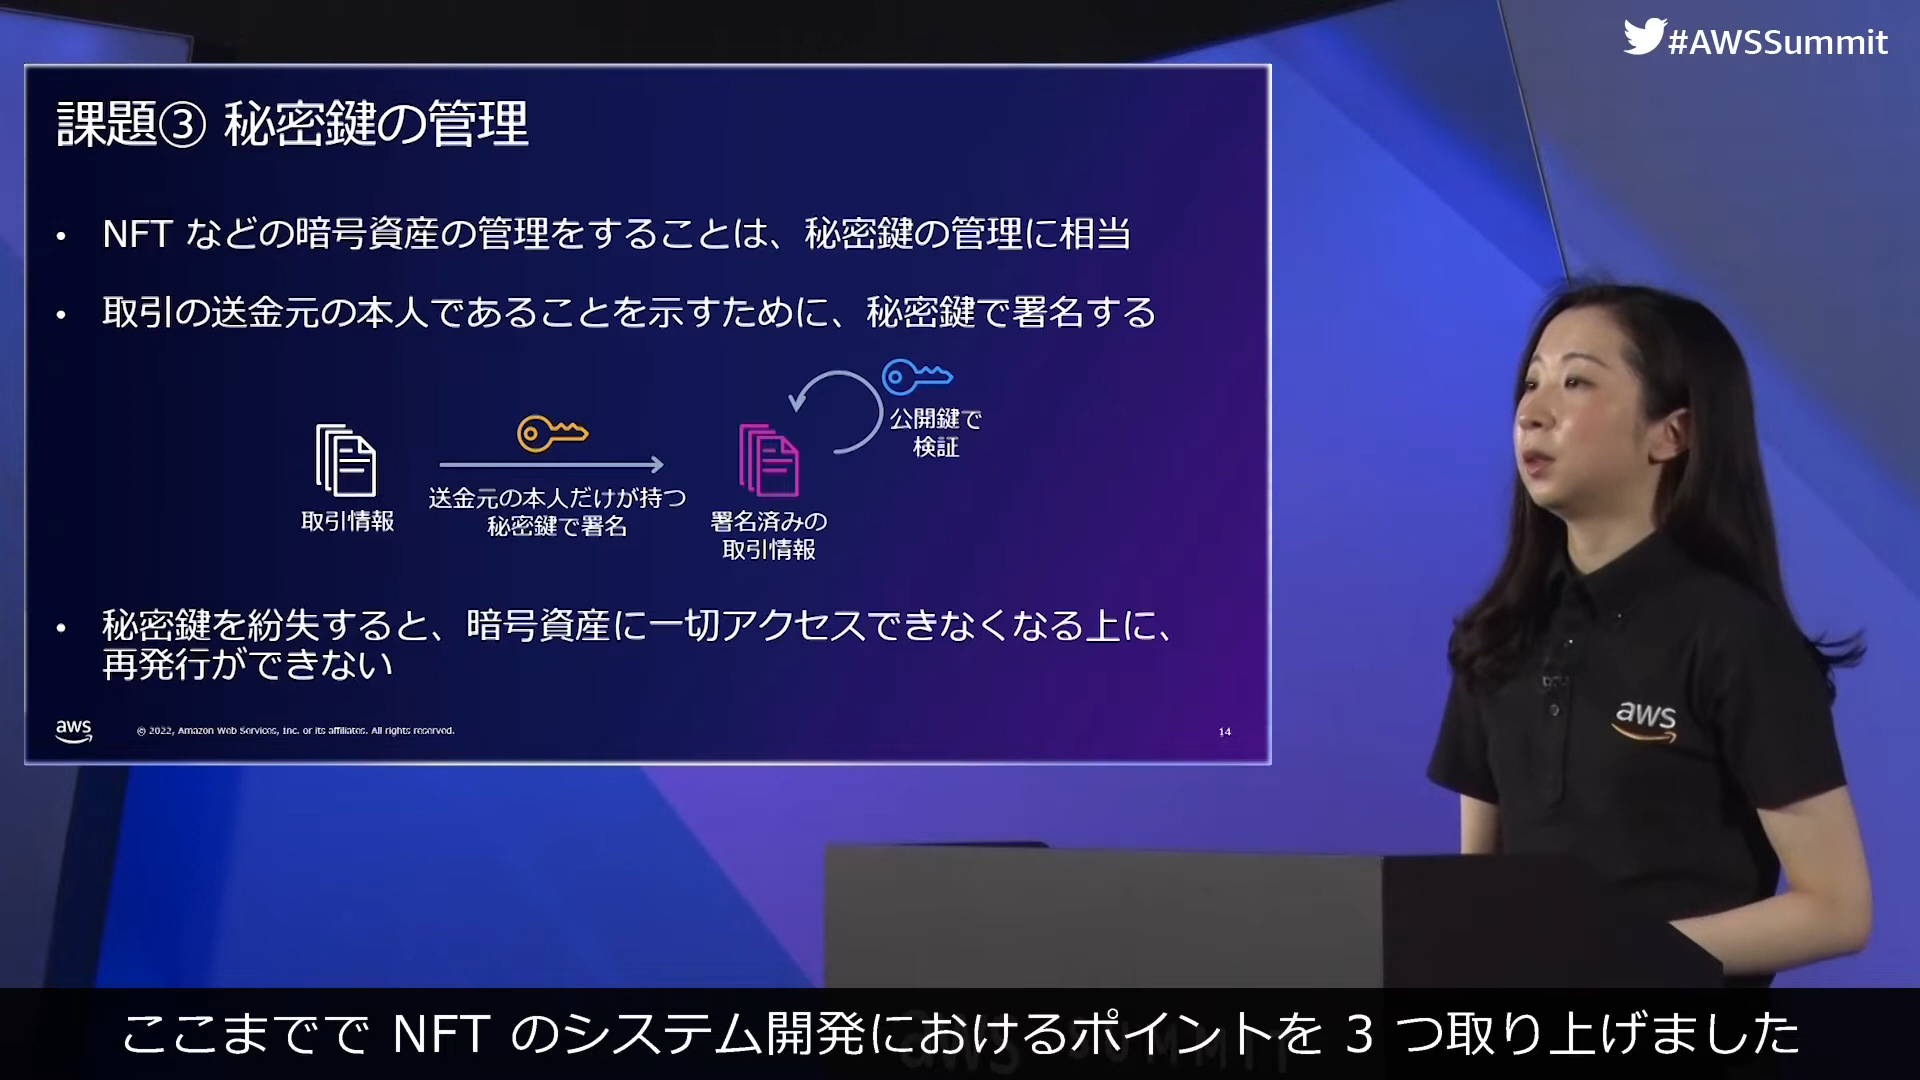 #AWSSummit
課題③ 秘密鍵の管理
• NFT などの暗号資産の管理をすることは、秘密鍵の管理に相当
• 取引の送金元の本人であることを示すために、秘密鍵で署名する
公開鍵で
検証
取引情報
送金元の本人だけが持つ
秘密鍵で署名
署名済みの
取引情報
• 秘密鍵を紛失すると、暗号資産に一切アクセスできなくなる上に、
再発行ができない
aws
© 2022, Amazon Web Services, Inc. or its affiliates. All rights reserved.
14
aws
ここまでで NFT のシステム開発におけるポイントを 3 つ取り上げました